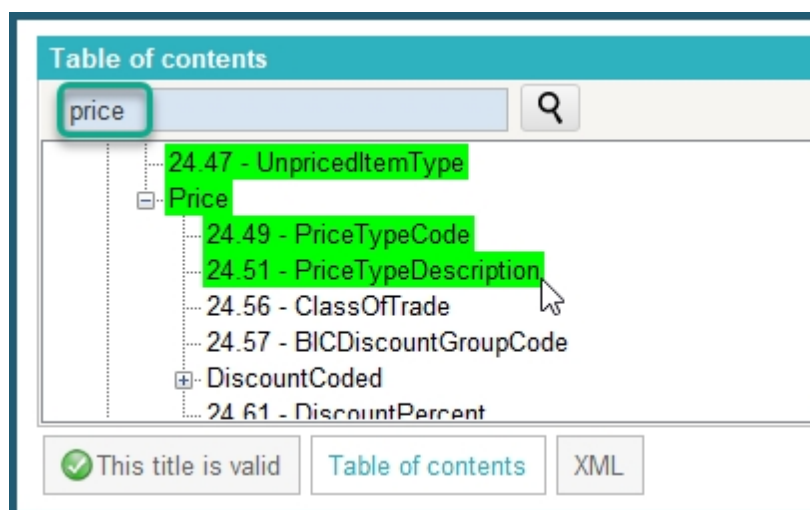 Table of contents
price
24.47 - UnpricedItemType
Price
24.49 - PriceTypeCode
24.51 - PriceTypeDescription
24.56 - ClassOfTrade
24.57 - BICDiscountGroupCode
DiscountCoded
24.61 - DiscountPercent
This title is valid
Table of contents
XML